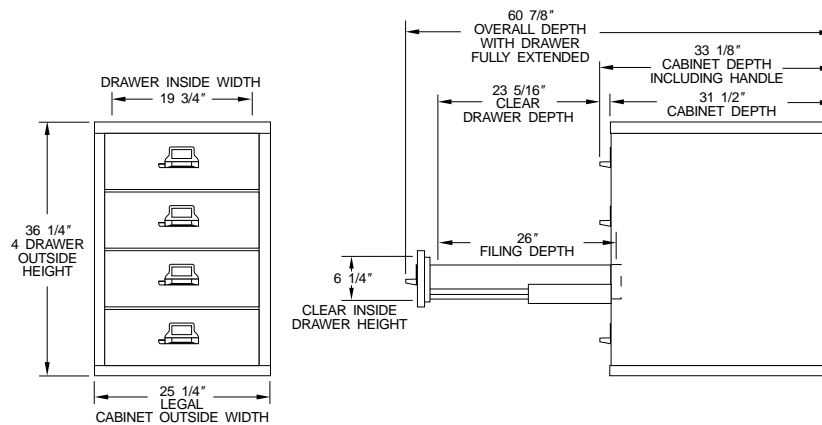 DRAWER INSIDE WIDTH
19 3/4″
36 1/4″
4 DRAWER
OUTSIDE
HEIGHT
25 1/4″
LEGAL
CABINET OUTSIDE WIDTH
60 7/8″
OVERALL DEPTH
WITH DRAWER
FULLY EXTENDED
33 1/8″
CABINET DEPTH
INCLUDING HANDLE
23 5/16″
CLEAR
DRAWER DEPTH
31 1/2″
CABINET DEPTH
26″
FILING DEPTH
6 1/4″
CLEAR INSIDE
DRAWER HEIGHT